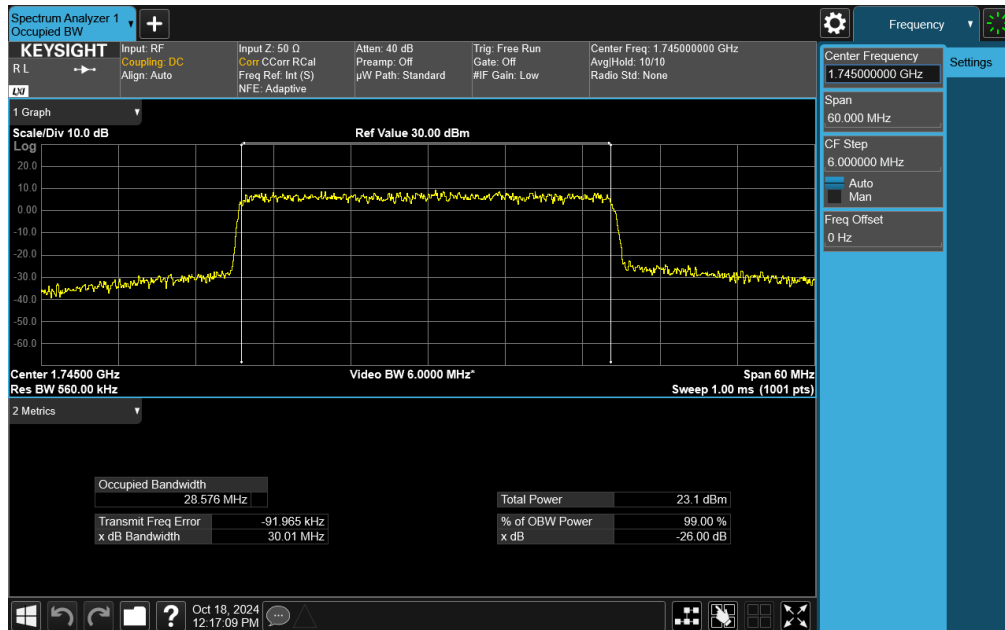 Spectrum Analyzer 1
Occupied BW
Frequency
KEYSIGHT
R L
LXI
Input: RF
Coupling: DC
Align: Auto
Input Z: 50 Ω
Corr CCorr RCal
Freq Ref: Int (S)
NFE: Adaptive
Atten: 40 dB
Preamp: Off
µW Path: Standard
Trig: Free Run
Gate: Off
#IF Gain: Low
Center Freq: 1.745000000 GHz
Avg|Hold: 10/10
Radio Std: None
Center Frequency
1.745000000 GHz
Settings
Span
60.000 MHz
CF Step
6.000000 MHz
Auto
Man
Freq Offset
0 Hz
1 Graph
Scale/Div 10.0 dB
Ref Value 30.00 dBm
Log
20.0
10.0
0.00
-10.0
-20.0
-30.0
-40.0
-50.0
-60.0
Center 1.74500 GHz
Video BW 6.0000 MHz*
Span 60 MHz
Res BW 560.00 kHz
Sweep 1.00 ms (1001 pts)
2 Metrics
Occupied Bandwidth
28.576 MHz
Total Power 23.1 dBm
Transmit Freq Error -91.965 kHz
% of OBW Power 99.00 %
x dB Bandwidth 30.01 MHz
x dB -26.00 dB
?
Oct 18, 2024
12:17:09 PM